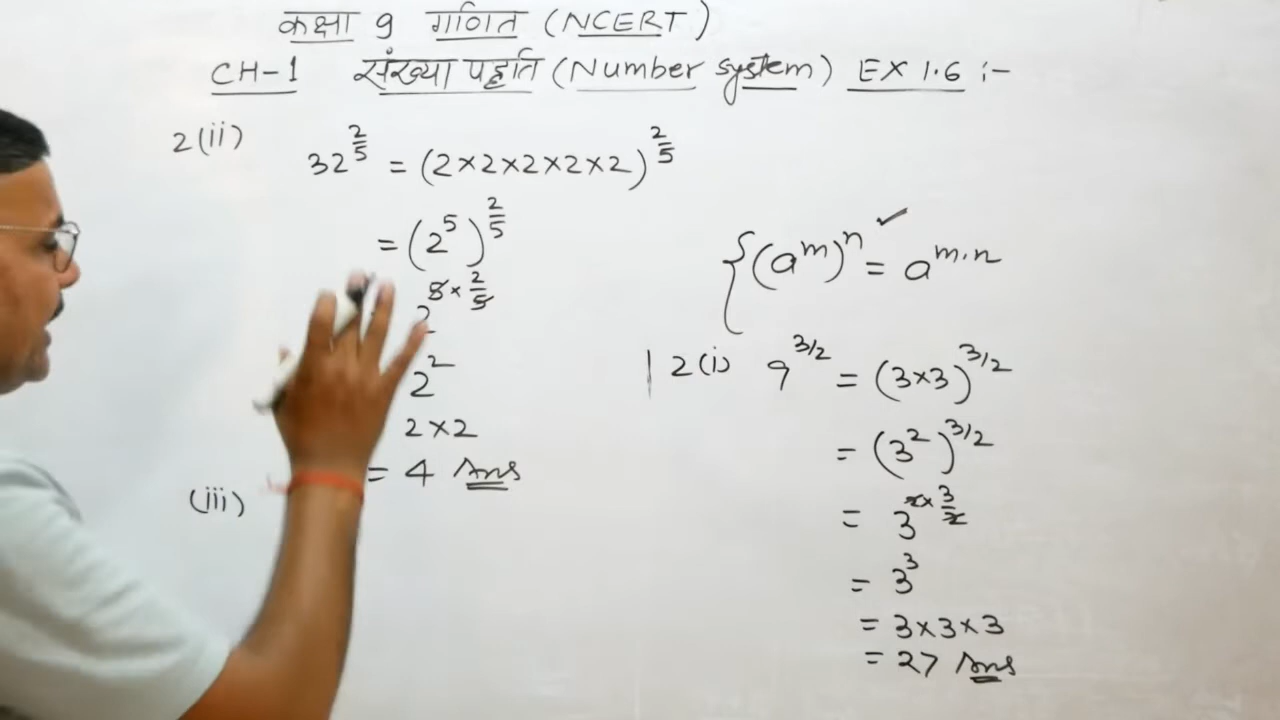 कक्षा 9 गणित (NCERT)
CH-1 संख्या पद्दति (Number system) EX 1.6 :-
2(ii) 32^{2/5} = (2×2×2×2×2)^{2/5}
= (2^5)^{2/5}
2^{5×2/5}
2^2
2×2
= 4 Ans
(iii)
{(a^m)^n = a^{m.n} ✓
2(i) 9^{3/2} = (3×3)^{3/2}
= (3^2)^{3/2}
= 3^{2×3/2}
= 3^3
= 3×3×3
= 27 Ans